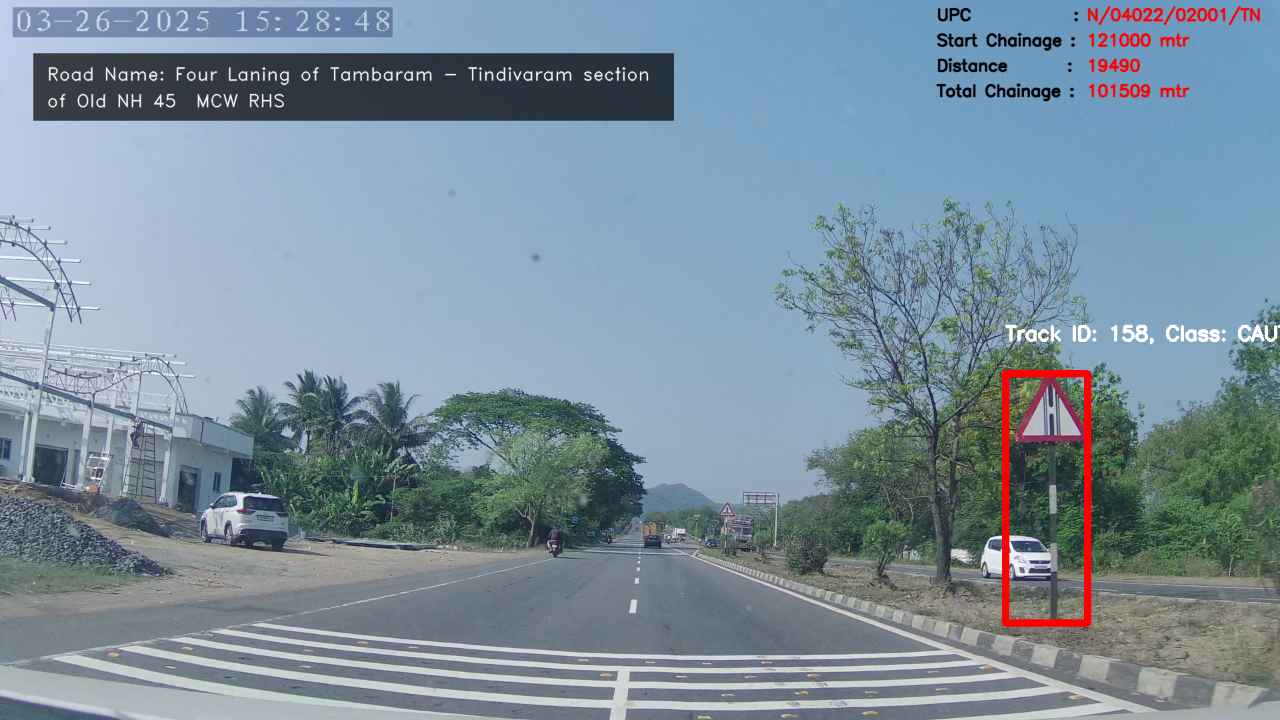 03-26-2025 15:28:48
UPC : N/04022/02001/TN
Start Chainage : 121000 mtr
Distance : 19490
Total Chainage : 101509 mtr
Road Name: Four Laning of Tambaram - Tindivaram section
of Old NH 45 MCW RHS
Track ID: 158, Class: CAU